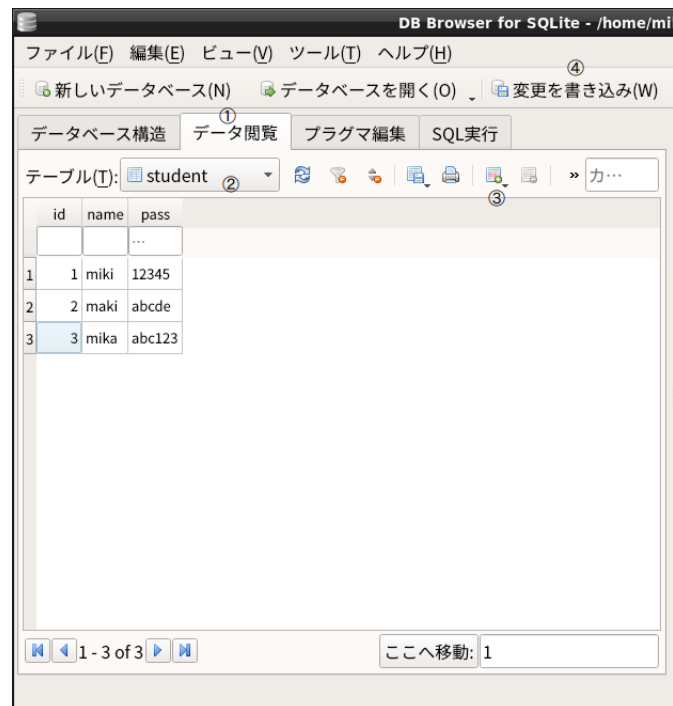 DB Browser for SQLite - /home/mi
ファイル(F) 編集(E) ビュー(V) ツール(T) ヘルプ(H)
④
新しいデータベース(N) データベースを開く(O) 変更を書き込み(W)
①
データベース構造 データ閲覧 プラグマ編集 SQL実行
テーブル(T): student ② » カ…
③
id name pass
…
1 1 miki 12345
2 2 maki abcde
3 3 mika abc123
1 - 3 of 3 ここへ移動: 1